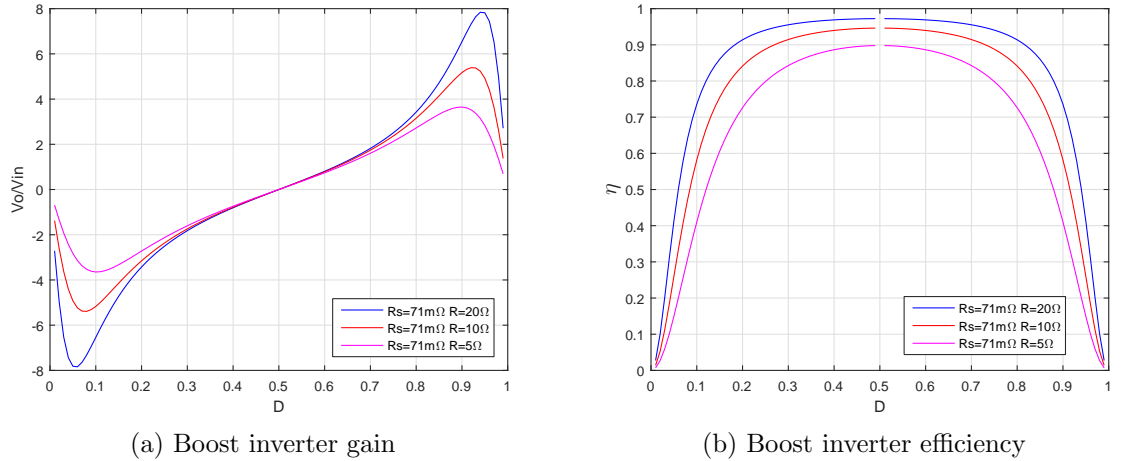 8
6
4
2
0
-2
-4
-6
-8
Vo/Vin
0 0.1 0.2 0.3 0.4 0.5 0.6 0.7 0.8 0.9 1
D
Rs=71mΩ R=20Ω
Rs=71mΩ R=10Ω
Rs=71mΩ R=5Ω
(a) Boost inverter gain
1
0.9
0.8
0.7
0.6
0.5
0.4
0.3
0.2
0.1
0
η
0 0.1 0.2 0.3 0.4 0.5 0.6 0.7 0.8 0.9 1
D
Rs=71mΩ R=20Ω
Rs=71mΩ R=10Ω
Rs=71mΩ R=5Ω
(b) Boost inverter efficiency